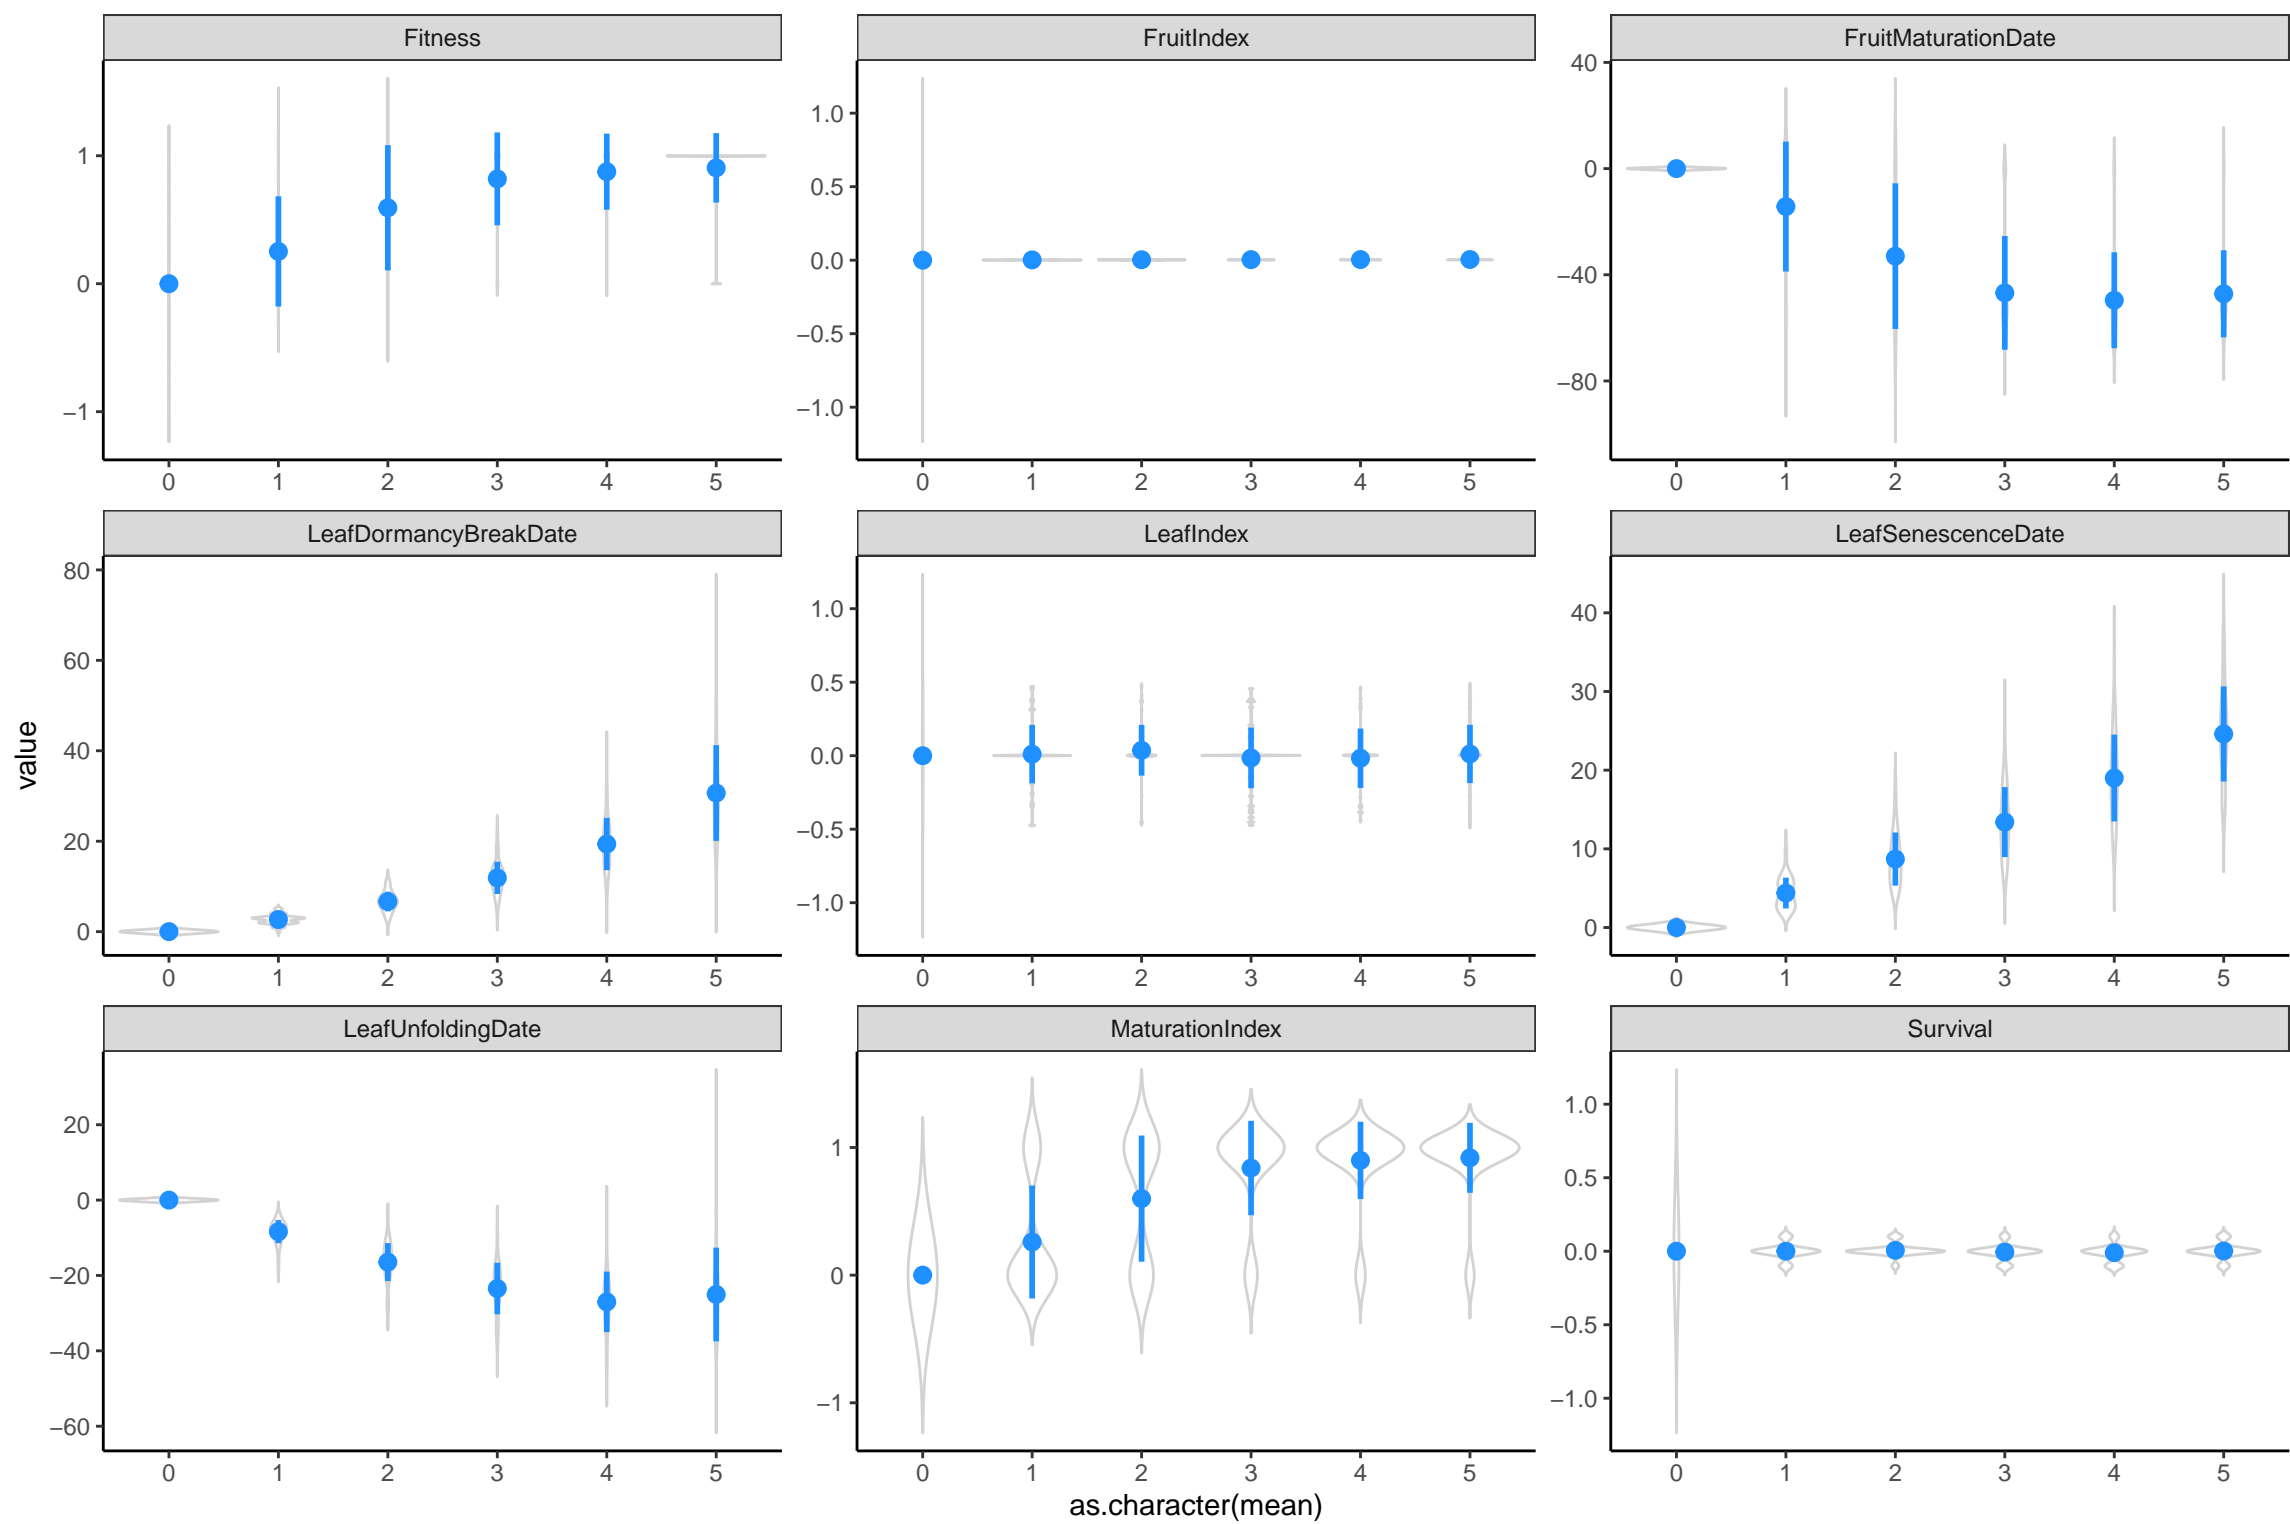 Fitness
FruitIndex
FruitMaturationDate
1
0
−1
1.0
0.5
0.0
−0.5
−1.0
40
0
−40
−80
0 1 2 3 4 5
0 1 2 3 4 5
0 1 2 3 4 5
LeafDormancyBreakDate
LeafIndex
LeafSenescenceDate
80
60
40
20
0
1.0
0.5
0.0
−0.5
−1.0
40
30
20
10
0
0 1 2 3 4 5
0 1 2 3 4 5
0 1 2 3 4 5
value
LeafUnfoldingDate
MaturationIndex
Survival
20
0
−20
−40
−60
1
0
−1
1.0
0.5
0.0
−0.5
−1.0
0 1 2 3 4 5
0 1 2 3 4 5
0 1 2 3 4 5
as.character(mean)